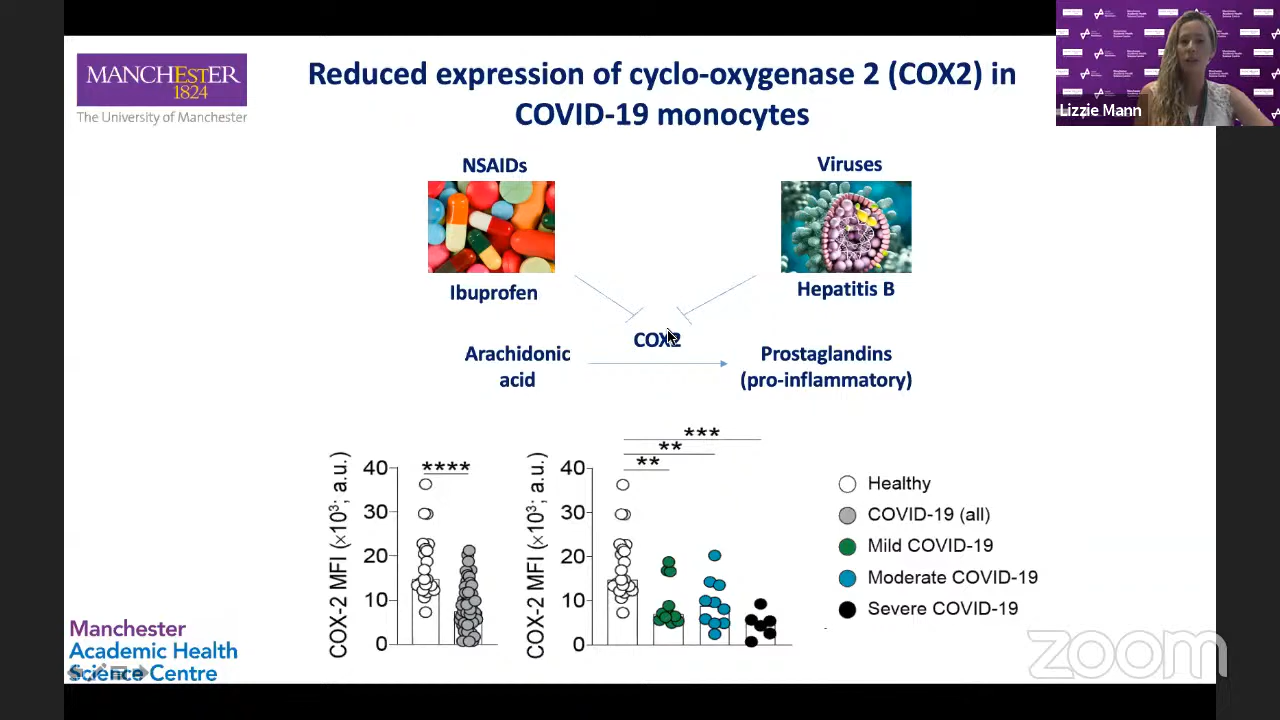 MANCHESTER
1824
The University of Manchester
Reduced expression of cyclo-oxygenase 2 (COX2) in
COVID-19 monocytes
Lizzie Mann
NSAIDs
Viruses
Ibuprofen
Hepatitis B
COX2
Arachidonic
acid
Prostaglandins
(pro-inflammatory)
COX-2 MFI (×10³; a.u.)
40
30
20
10
0
****
COX-2 MFI (×10³; a.u.)
40
30
20
10
0
***
**
**
Healthy
COVID-19 (all)
Mild COVID-19
Moderate COVID-19
Severe COVID-19
Manchester
Academic Health
Science Centre
zoom